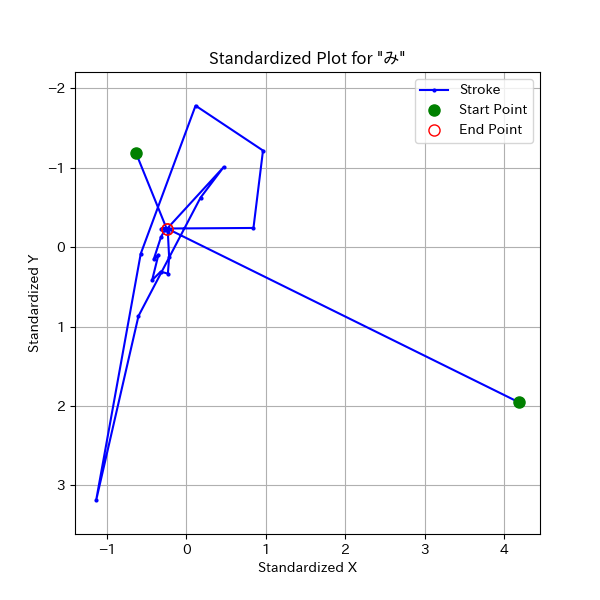 Standardized Plot for "み"
Stroke
Start Point
End Point
Standardized Y
−2
−1
0
1
2
3
−1
0
1
2
3
4
Standardized X